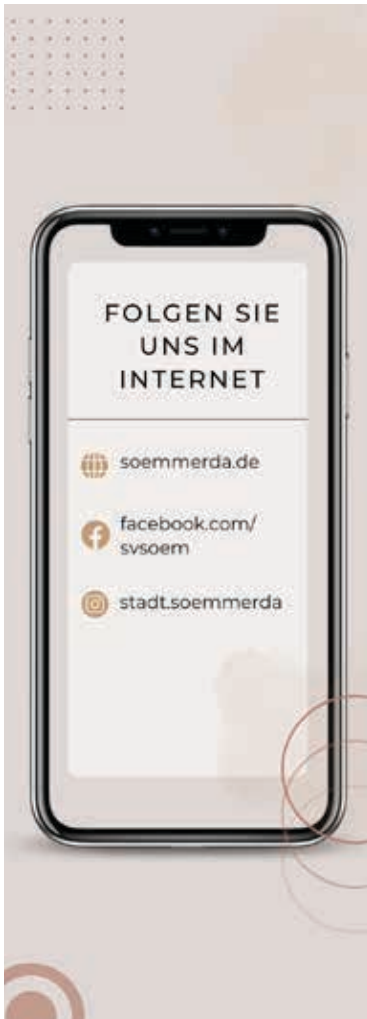 FOLGEN SIE
UNS IM
INTERNET
soemmerda.de
facebook.com/
svsoem
stadt.soemmerda